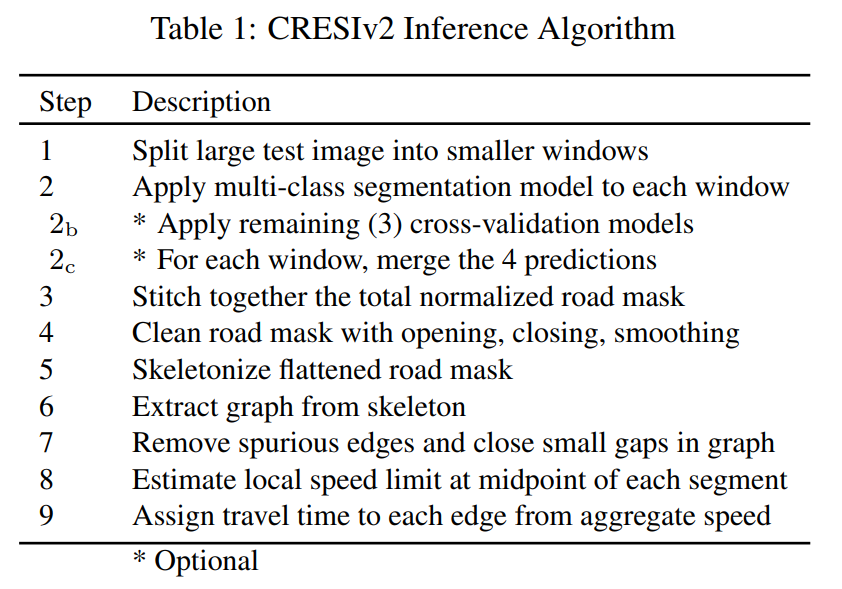 Table 1: CRESIv2 Inference Algorithm
Step Description
1 Split large test image into smaller windows
2 Apply multi-class segmentation model to each window
2b * Apply remaining (3) cross-validation models
2c * For each window, merge the 4 predictions
3 Stitch together the total normalized road mask
4 Clean road mask with opening, closing, smoothing
5 Skeletonize flattened road mask
6 Extract graph from skeleton
7 Remove spurious edges and close small gaps in graph
8 Estimate local speed limit at midpoint of each segment
9 Assign travel time to each edge from aggregate speed
* Optional